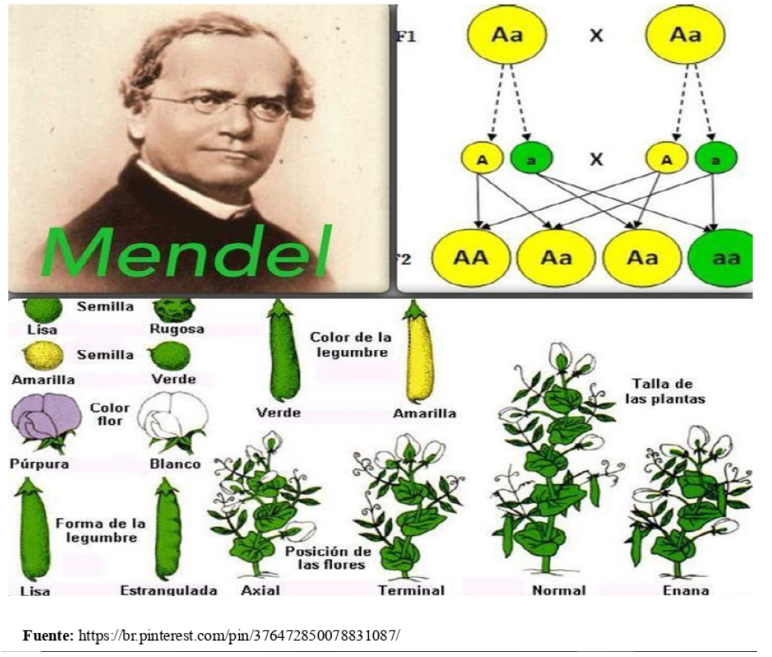 Mendel
F1 Aa X Aa
A a X A a
F2 AA Aa Aa aa
Semilla
Lisa Rugosa
Semilla
Amarilla Verde
Color
flor
Púrpura Blanco
Forma de la
legumbre
Lisa Estrangulada
Color de la
legumbre
Verde Amarilla
Posición de
las flores
Axial Terminal
Talla de
las plantas
Normal Enana
Fuente: https://br.pinterest.com/pin/376472850078831087/